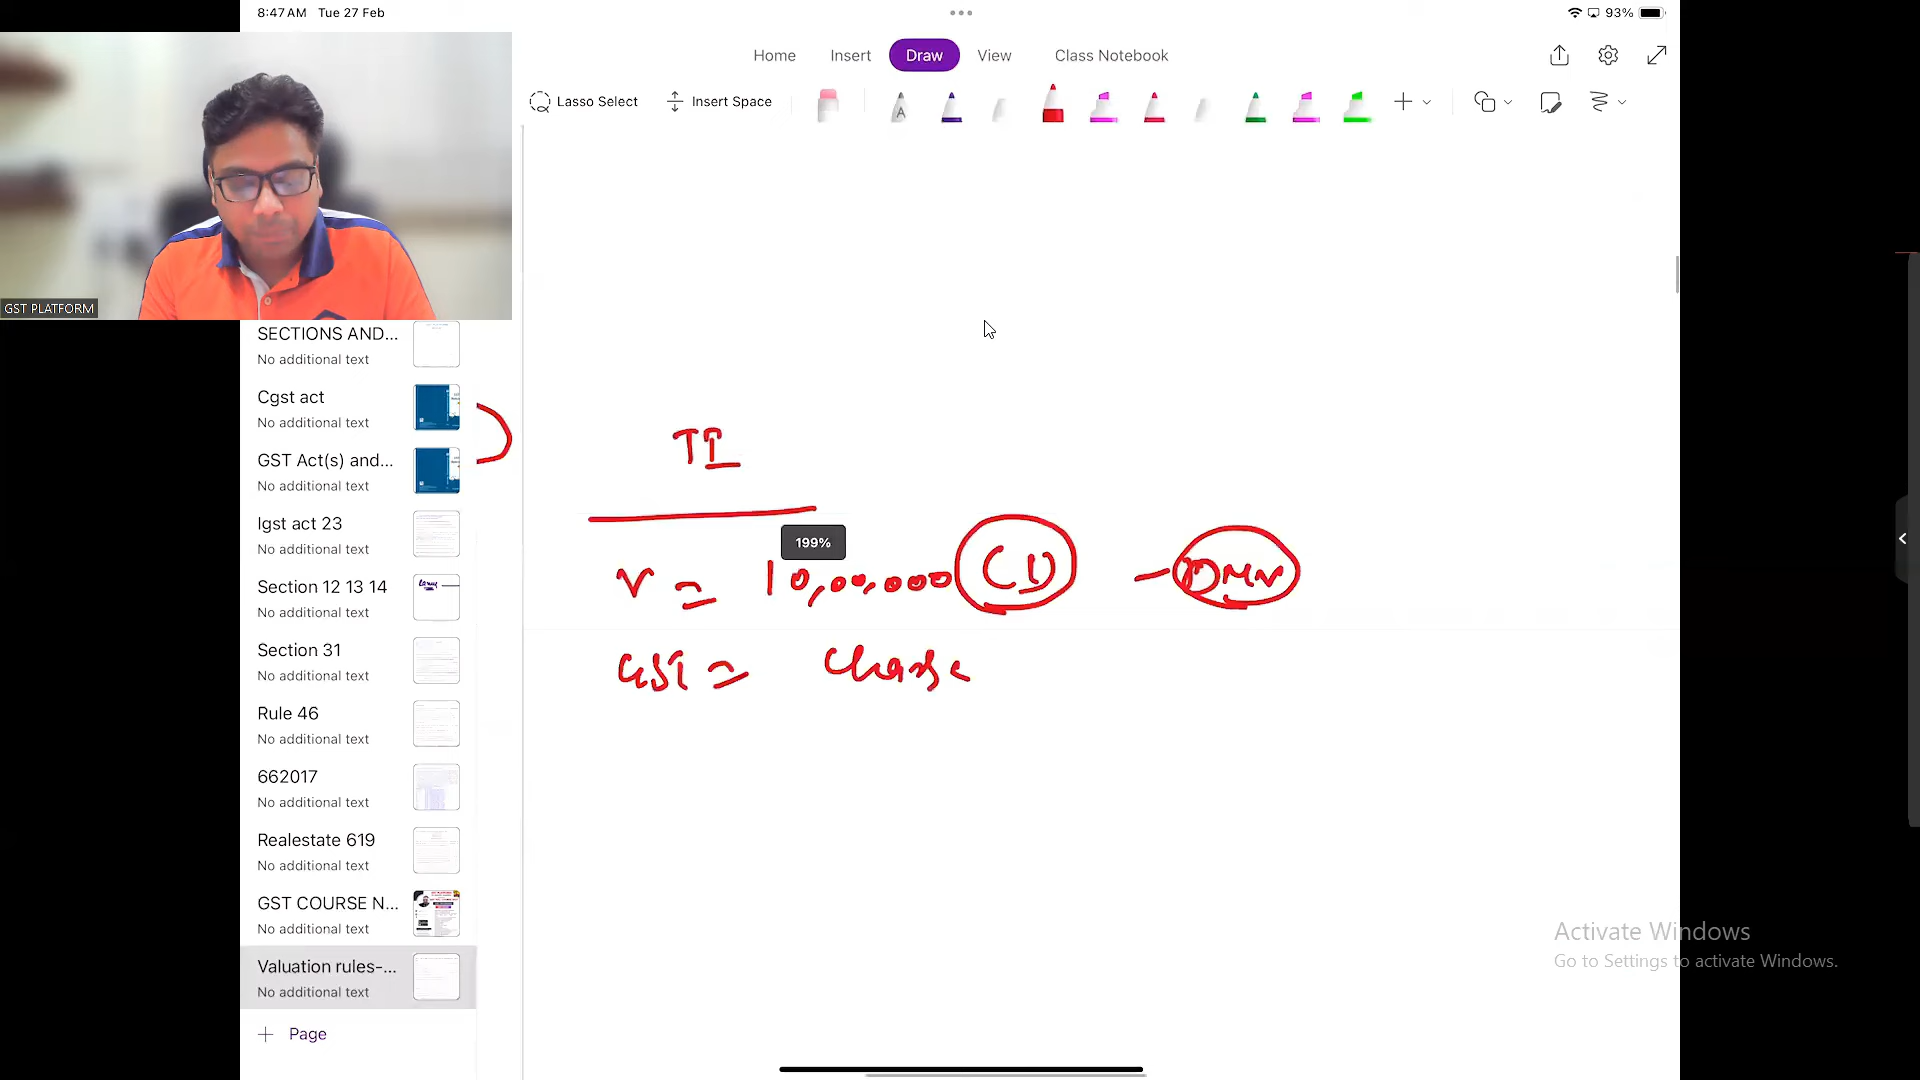 8:47 AM Tue 27 Feb
93%
Home Insert Draw View Class Notebook
Lasso Select Insert Space
GST PLATFORM
SECTIONS AND...
No additional text
Cgst act
No additional text
GST Act(s) and...
No additional text
Igst act 23
No additional text
Section 12 13 14
No additional text
Section 31
No additional text
Rule 46
No additional text
662017
No additional text
Realestate 619
No additional text
GST COURSE N...
No additional text
Valuation rules-...
No additional text
Page
TI
199%
V = 10,00,000 CD - OMV
GST = Charge
Activate Windows
Go to Settings to activate Windows.